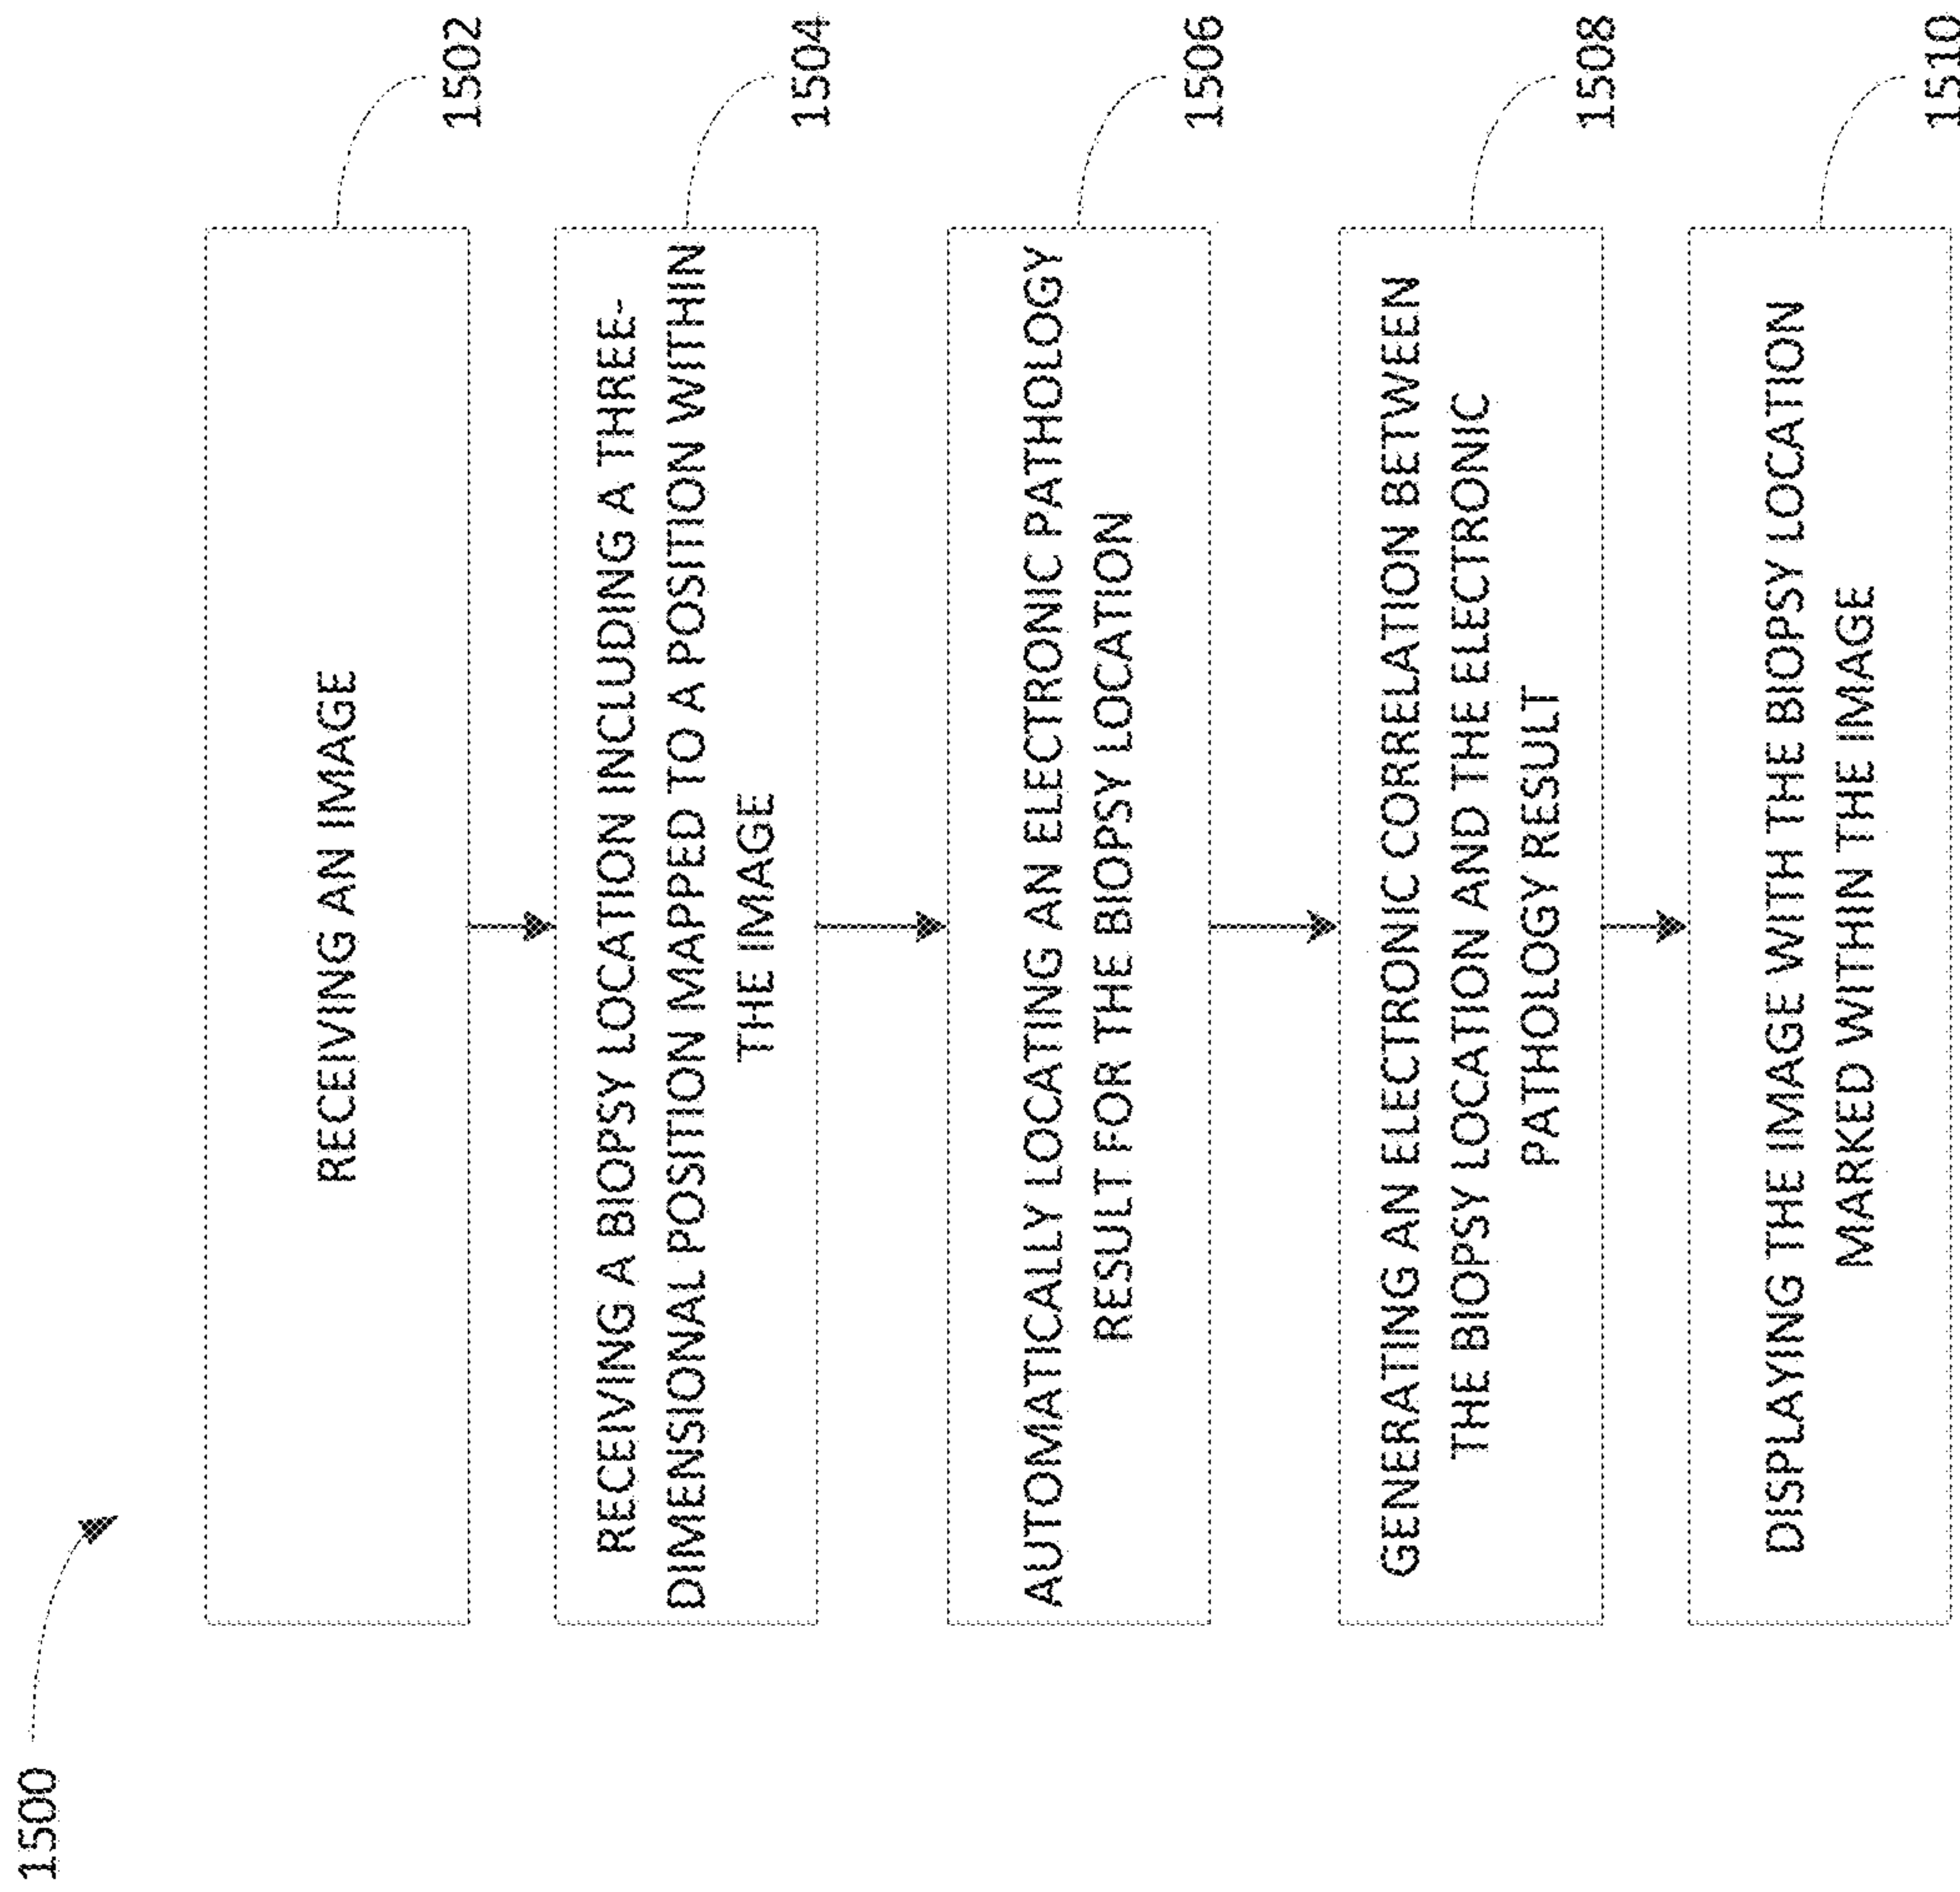 1500
RECEIVING AN IMAGE
1502
RECEIVING A BIOPSY LOCATION INCLUDING A THREE-
DIMENSIONAL POSITION MAPPED TO A POSITION WITHIN
THE IMAGE
1504
AUTOMATICALLY LOCATING AN ELECTRONIC PATHOLOGY
RESULT FOR THE BIOPSY LOCATION
1506
GENERATING AN ELECTRONIC CORRELATION BETWEEN
THE BIOPSY LOCATION AND THE ELECTRONIC
PATHOLOGY RESULT
1508
DISPLAYING THE IMAGE WITH THE BIOPSY LOCATION
MARKED WITHIN THE IMAGE
1510